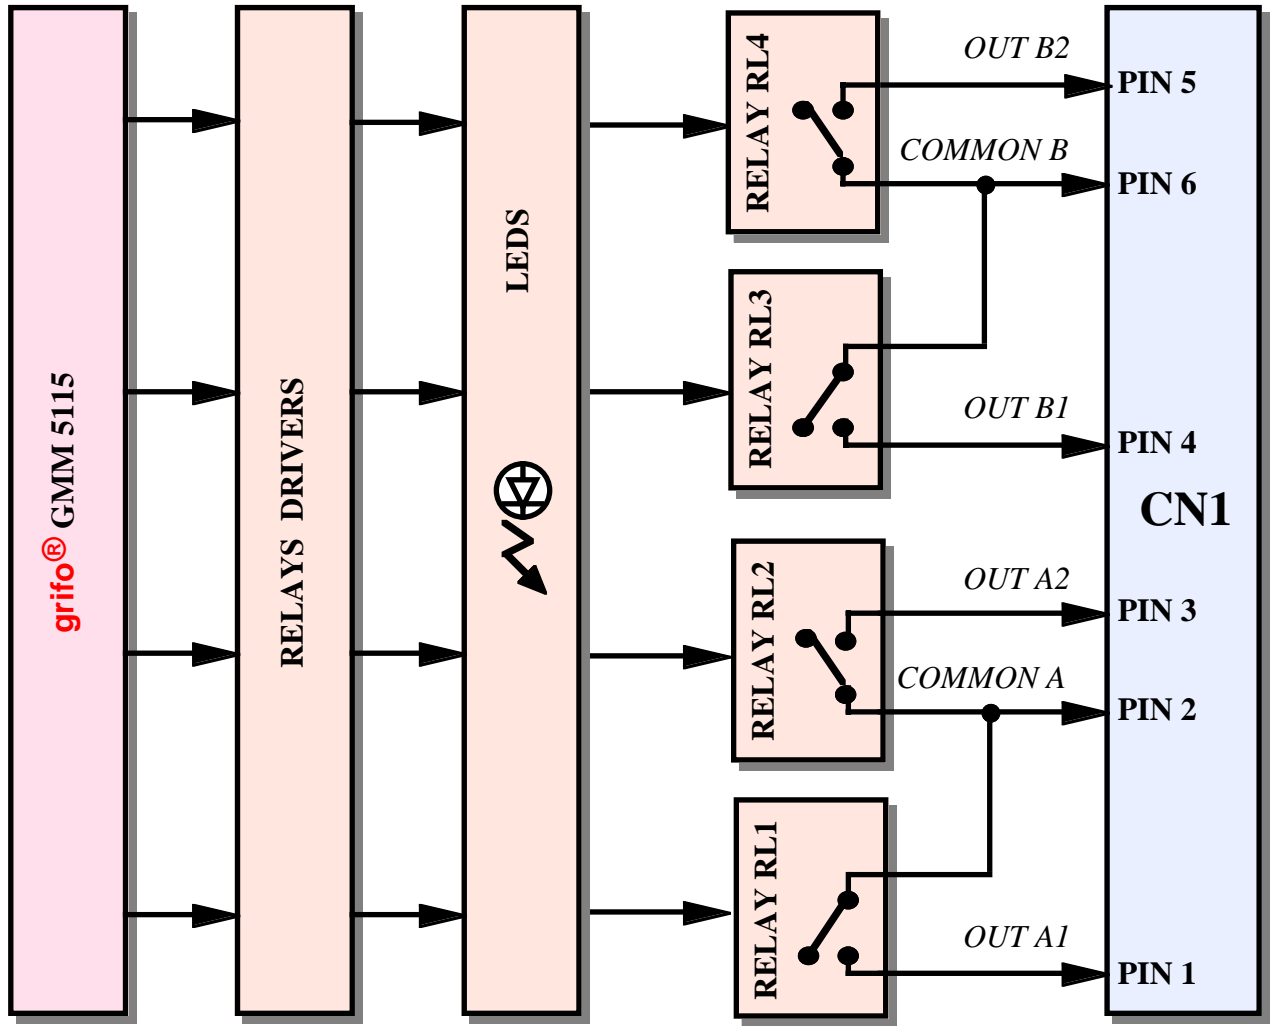 grifo® GMM 5115
RELAYS DRIVERS
LEDS
RELAY RL4
OUT B2
PIN 5
COMMON B
PIN 6
RELAY RL3
OUT B1
PIN 4
CN1
RELAY RL2
OUT A2
PIN 3
COMMON A
PIN 2
RELAY RL1
OUT A1
PIN 1